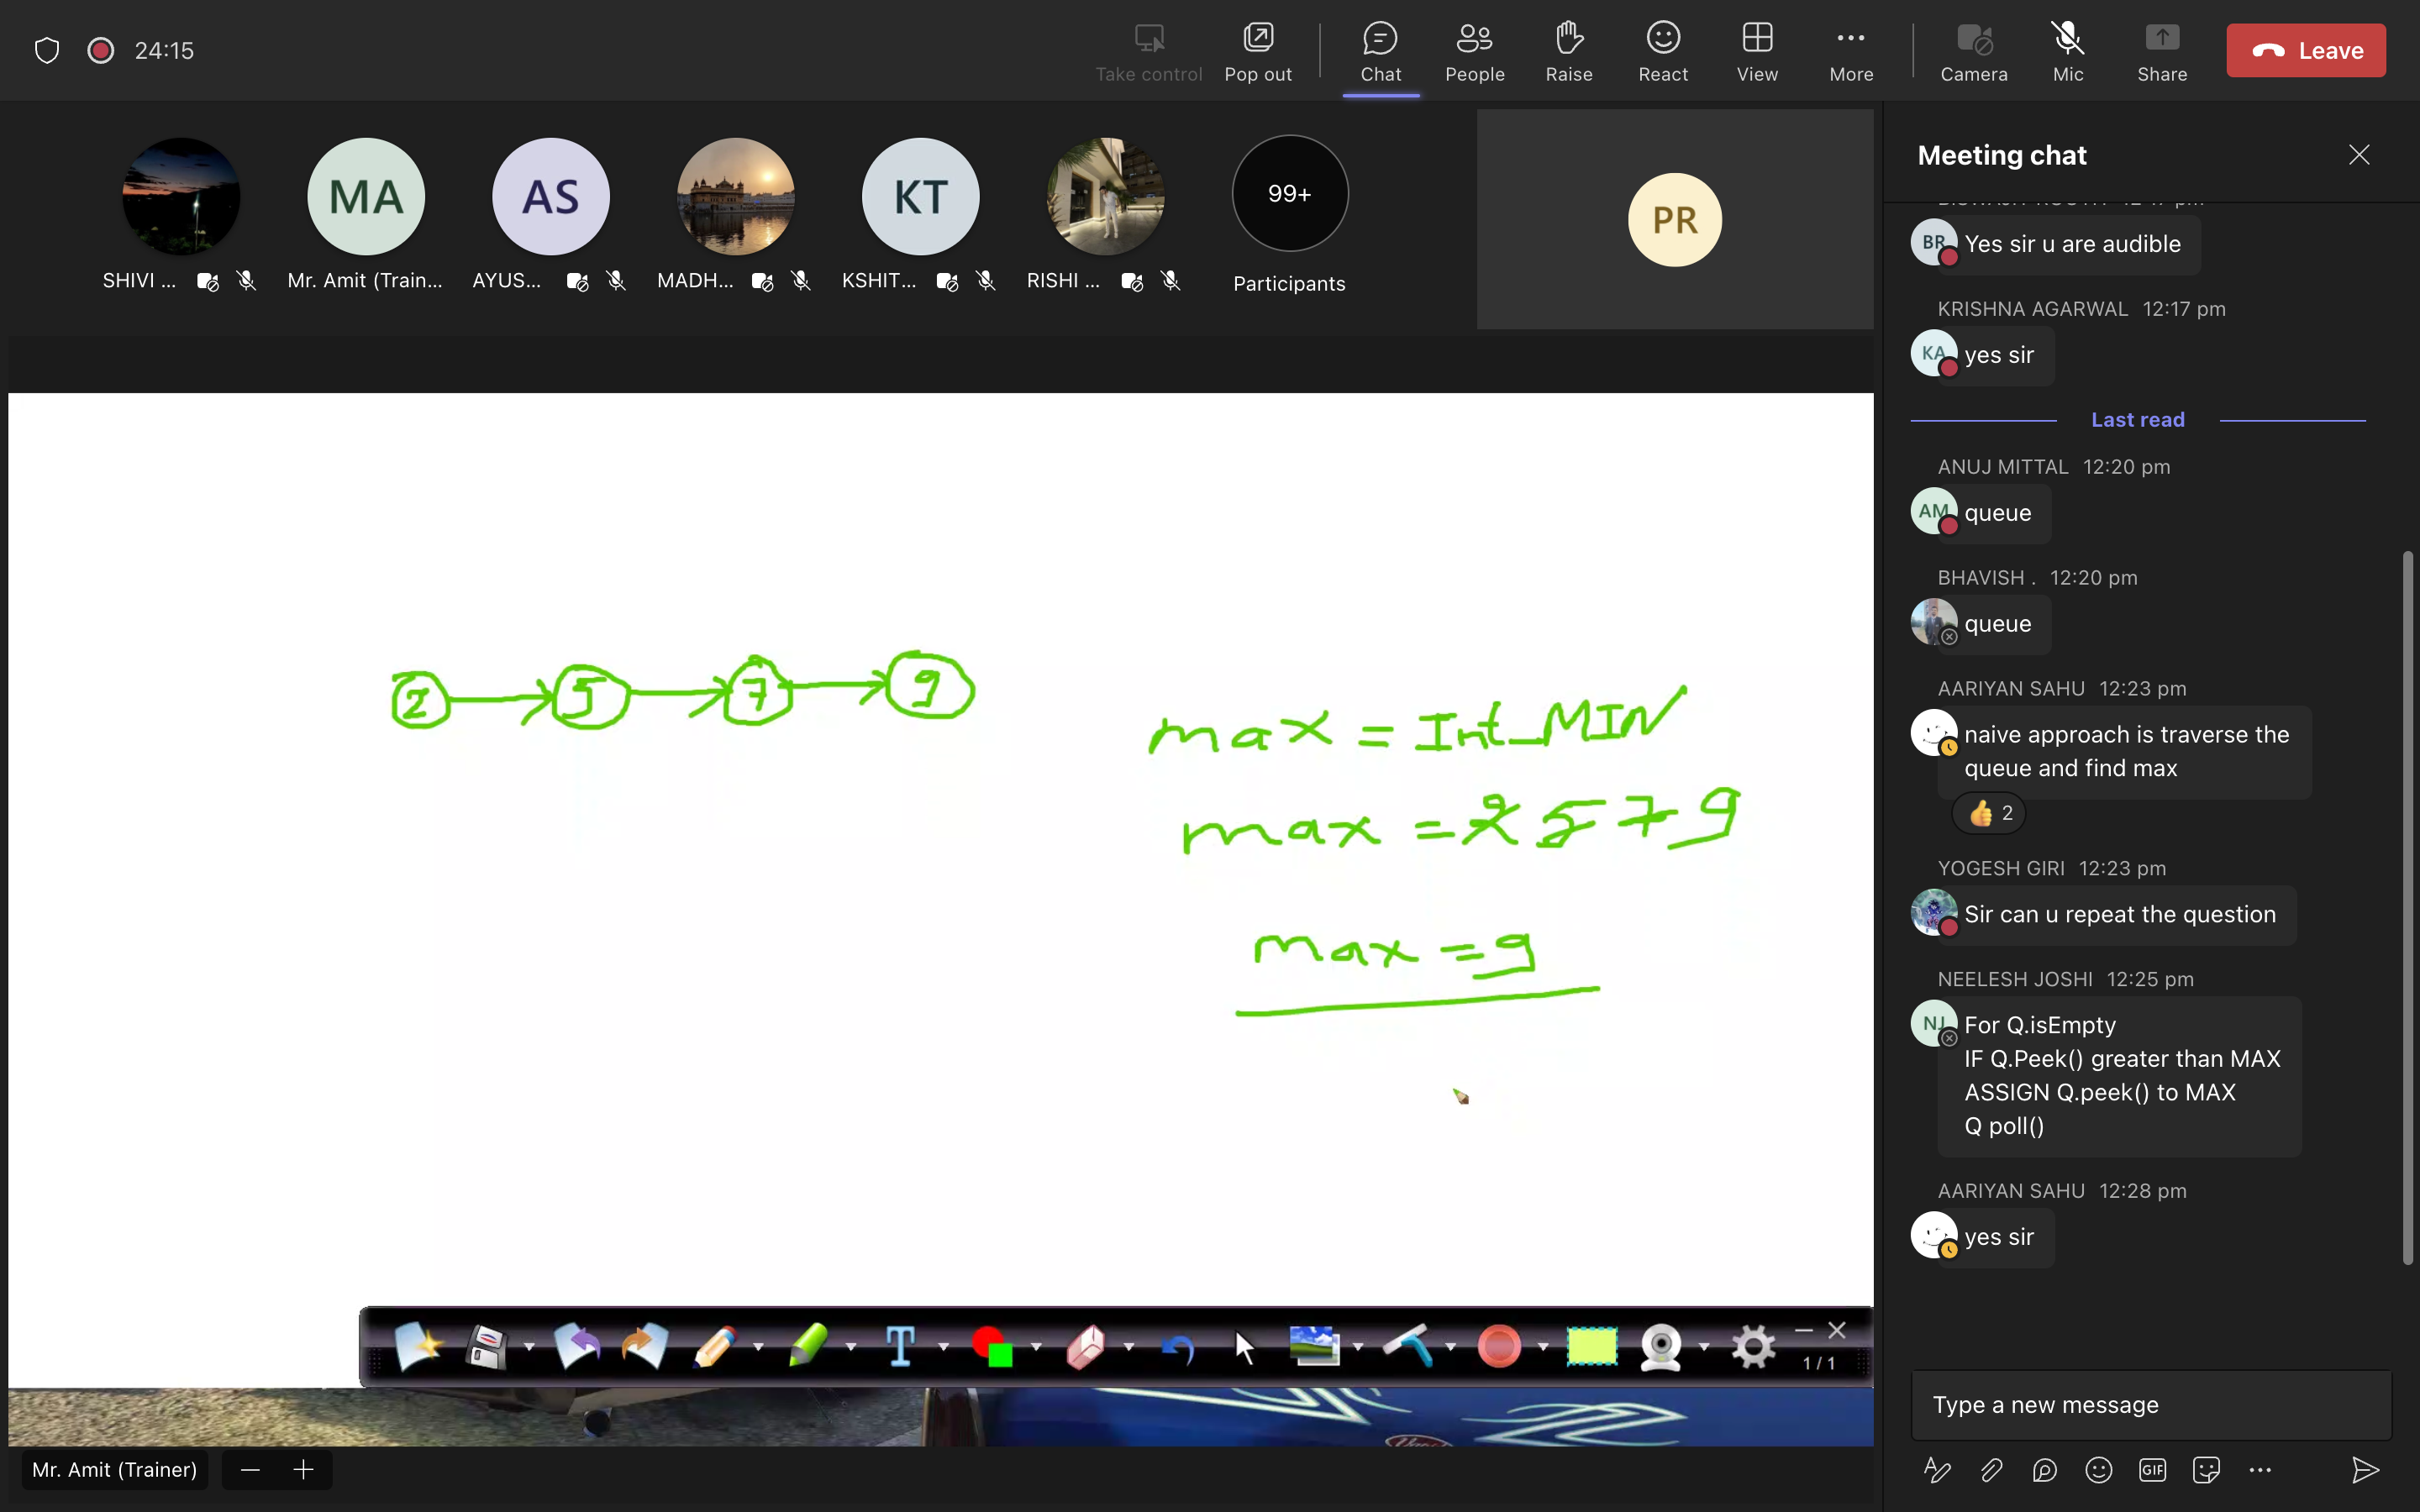 24:15
Take control
Pop out
Chat
People
Raise
React
View
More
Camera
Mic
Share
Leave
MA
AS
KT
99+
PR
SHIVI ...
Mr. Amit (Train...
AYUS...
MADH...
KSHIT...
RISHI ...
Participants
2 5 7 9
max = Int_MIN
max = 2 5 7 9
max = 9
T
1 / 1
Mr. Amit (Trainer)
Meeting chat
BR
Yes sir u are audible
KRISHNA AGARWAL 12:17 pm
KA
yes sir
Last read
ANUJ MITTAL 12:20 pm
AM
queue
BHAVISH . 12:20 pm
queue
AARIYAN SAHU 12:23 pm
naive approach is traverse the
queue and find max
👍 2
YOGESH GIRI 12:23 pm
Sir can u repeat the question
NEELESH JOSHI 12:25 pm
NJ
For Q.isEmpty
IF Q.Peek() greater than MAX
ASSIGN Q.peek() to MAX
Q poll()
AARIYAN SAHU 12:28 pm
yes sir
Type a new message
GIF